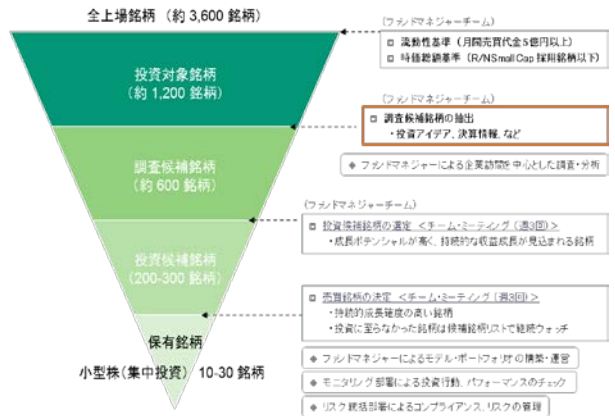 全上場銘柄（約 3,600 銘柄）
投資対象銘柄
（約 1,200 銘柄）
調査候補銘柄
（約 600 銘柄）
投資候補銘柄
（200-300 銘柄）
保有銘柄
小型株（集中投資） 10-30 銘柄
（ファンドマネジャーチーム）
流動性基準（月間売買代金5億円以上）
時価総額基準（R/NSmall Cap 採用銘柄以下）
（ファンドマネジャーチーム）
調査候補銘柄の抽出
・投資アイデア、決算情報、など
ファンドマネジャーによる企業訪問を中心とした調査・分析
（ファンドマネジャーチーム）
投資候補銘柄の選定 ＜チーム・ミーティング（週3回）＞
・成長ポテンシャルが高く、持続的な収益成長が見込まれる銘柄
売買銘柄の決定 ＜チーム・ミーティング（週3回）＞
・持続的成長確度の高い銘柄
・投資に至らなかった銘柄は候補銘柄リストで継続ウォッチ
ファンドマネジャーによるモデル・ポートフォリオの構築・運営
モニタリング部署による投資行動、パフォーマンスのチェック
リスク統括部署によるコンプライアンス、リスクの管理